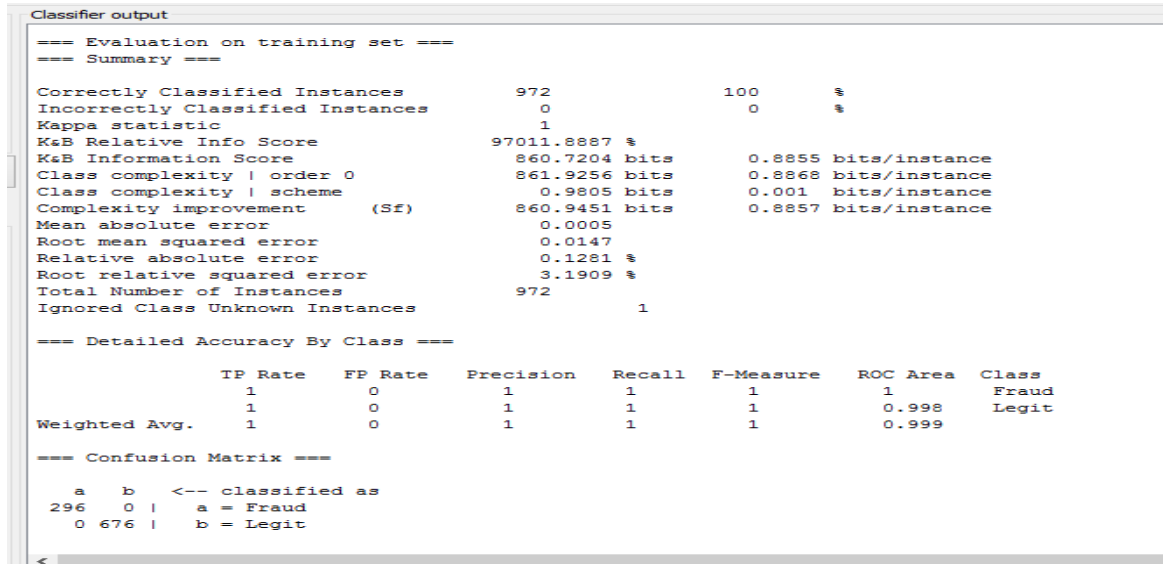 Classifier output
=== Evaluation on training set ===
=== Summary ===
Correctly Classified Instances 972 100 %
Incorrectly Classified Instances 0 0 %
Kappa statistic 1
K&B Relative Info Score 97011.8887 %
K&B Information Score 860.7204 bits 0.8855 bits/instance
Class complexity | order 0 861.9256 bits 0.8868 bits/instance
Class complexity | scheme 0.9805 bits 0.001 bits/instance
Complexity improvement (Sf) 860.9451 bits 0.8857 bits/instance
Mean absolute error 0.0005
Root mean squared error 0.0147
Relative absolute error 0.1281 %
Root relative squared error 3.1909 %
Total Number of Instances 972
Ignored Class Unknown Instances 1
=== Detailed Accuracy By Class ===
TP Rate FP Rate Precision Recall F-Measure ROC Area Class
1 0 1 1 1 1 Fraud
1 0 1 1 1 0.998 Legit
Weighted Avg. 1 0 1 1 1 0.999
=== Confusion Matrix ===
a b <-- classified as
296 0 | a = Fraud
0 676 | b = Legit